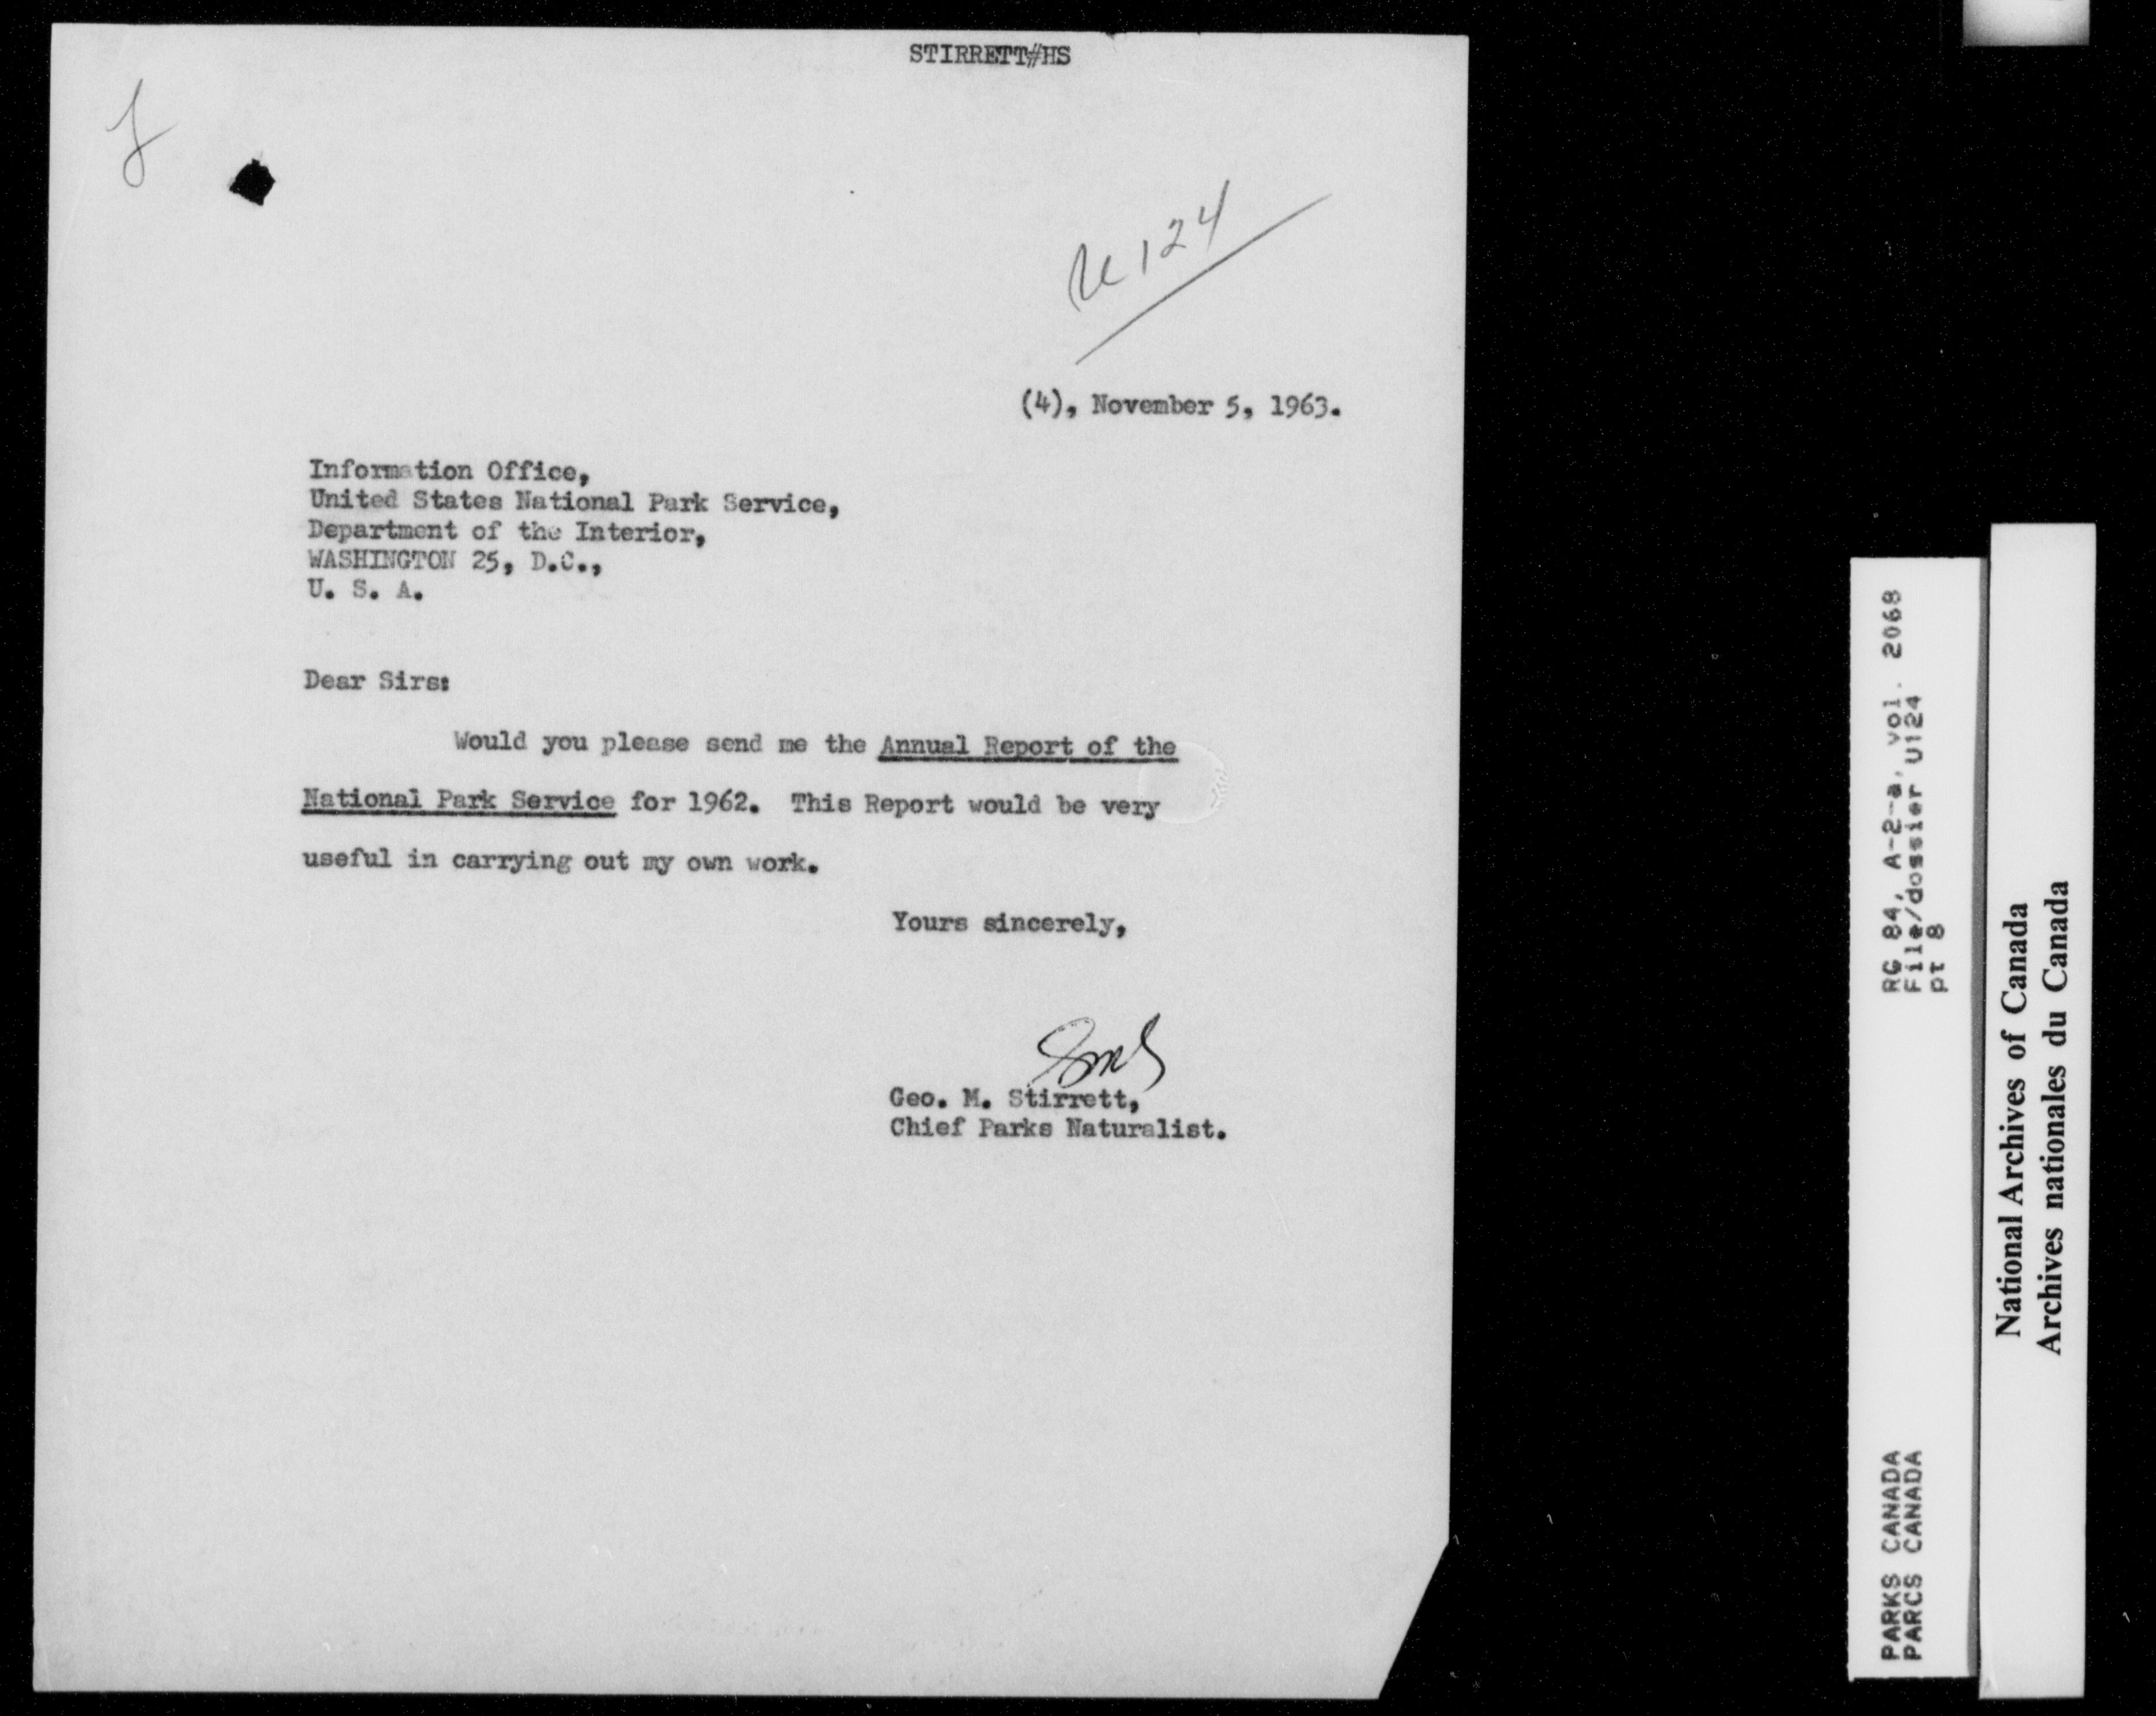 STIRRETT#HS
U124
(4), November 5, 1963.
Information Office,
United States National Park Service,
Department of the Interior,
WASHINGTON 25, D.C.,
U. S. A.
Dear Sirs:
Would you please send me the Annual Report of the
National Park Service for 1962. This Report would be very
useful in carrying out my own work.
Yours sincerely,
GMS
Geo. M. Stirrett,
Chief Parks Naturalist.
RG 84, A-2-a, vol. 2068
File/dossier U124
pt 8
PARKS CANADA
PARCS CANADA
National Archives of Canada
Archives nationales du Canada